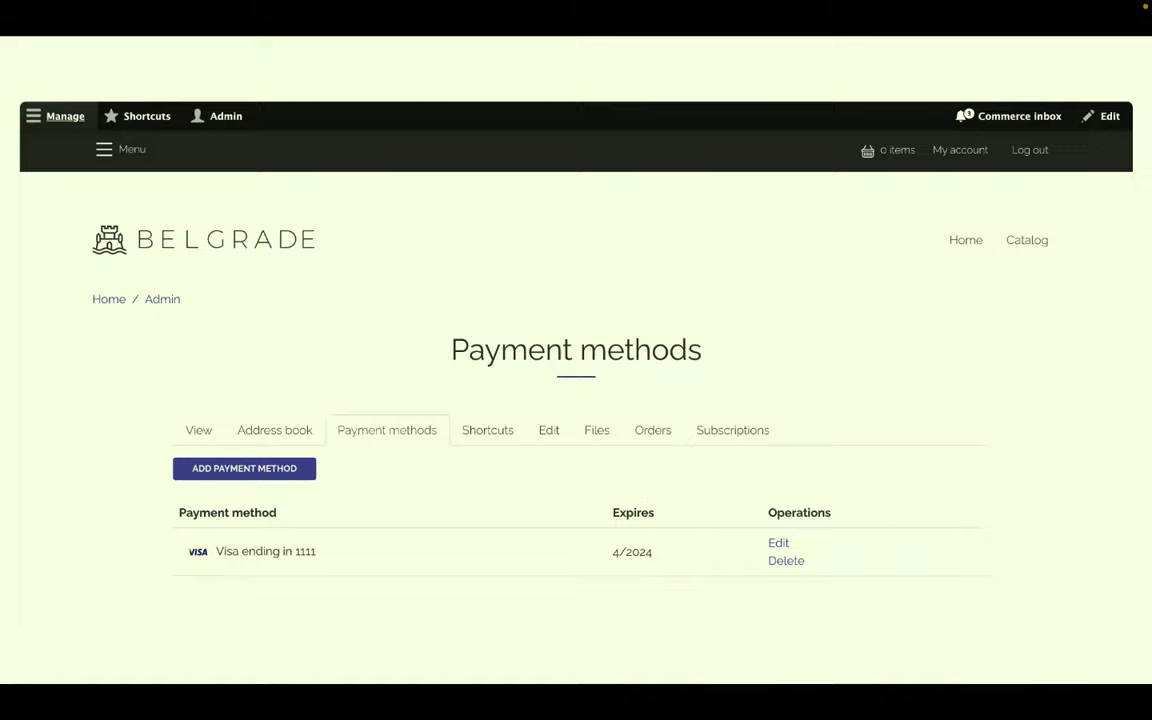 Manage Shortcuts Admin 3 Commerce inbox Edit
Menu 0 items My account Log out
BELGRADE Home Catalog
Home / Admin
Payment methods
View Address book Payment methods Shortcuts Edit Files Orders Subscriptions
ADD PAYMENT METHOD
Payment method Expires Operations
VISA Visa ending in 1111 4/2024 Edit
Delete